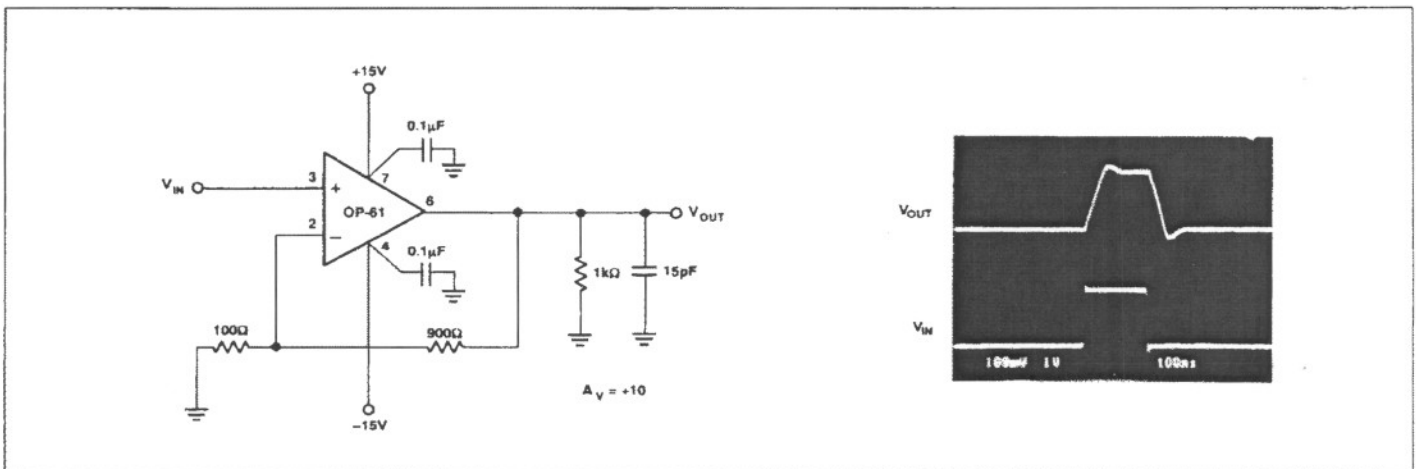 +15V
0.1μF
V_IN
3
+
7
OP-61
6
V_OUT
2
−
4
0.1μF
1kΩ
15pF
100Ω
900Ω
A_V = +10
−15V
V_OUT
V_IN
1V